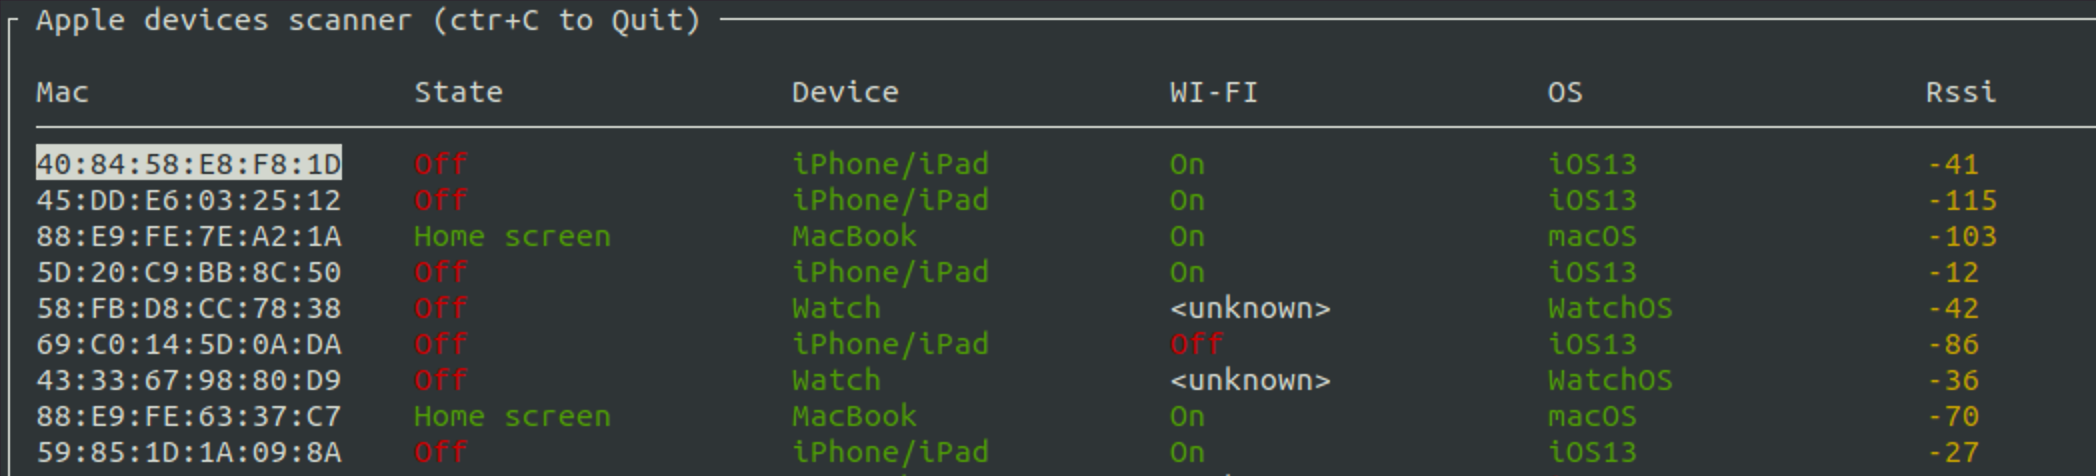 Apple devices scanner (ctr+C to Quit)
Mac State Device WI-FI OS Rssi
40:84:58:E8:F8:1D Off iPhone/iPad On iOS13 -41
45:DD:E6:03:25:12 Off iPhone/iPad On iOS13 -115
88:E9:FE:7E:A2:1A Home screen MacBook On macOS -103
5D:20:C9:BB:8C:50 Off iPhone/iPad On iOS13 -12
58:FB:D8:CC:78:38 Off Watch <unknown> WatchOS -42
69:C0:14:5D:0A:DA Off iPhone/iPad Off iOS13 -86
43:33:67:98:80:D9 Off Watch <unknown> WatchOS -36
88:E9:FE:63:37:C7 Home screen MacBook On macOS -70
59:85:1D:1A:09:8A Off iPhone/iPad On iOS13 -27